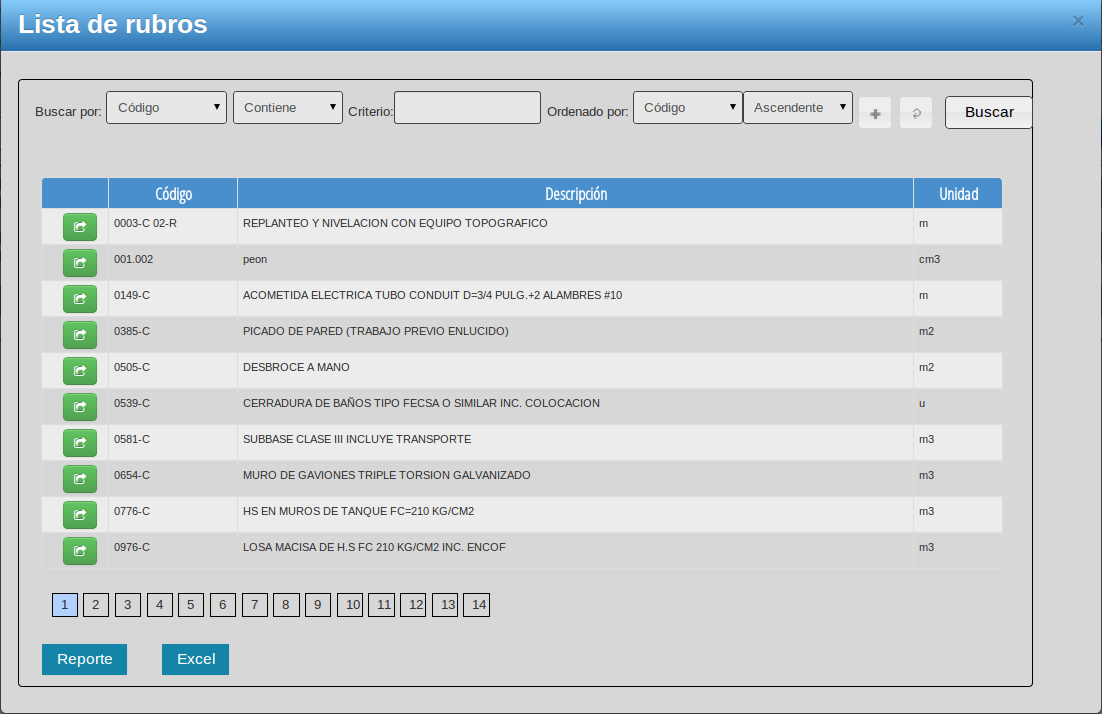 Lista de rubros ×
Buscar por: Código Contiene Criterio: Ordenado por: Código Ascendente Buscar
Código Descripción Unidad
0003-C 02-R REPLANTEO Y NIVELACION CON EQUIPO TOPOGRAFICO m
001.002 peon cm3
0149-C ACOMETIDA ELECTRICA TUBO CONDUIT D=3/4 PULG.+2 ALAMBRES #10 m
0385-C PICADO DE PARED (TRABAJO PREVIO ENLUCIDO) m2
0505-C DESBROCE A MANO m2
0539-C CERRADURA DE BAÑOS TIPO FECSA O SIMILAR INC. COLOCACION u
0581-C SUBBASE CLASE III INCLUYE TRANSPORTE m3
0654-C MURO DE GAVIONES TRIPLE TORSION GALVANIZADO m3
0776-C HS EN MUROS DE TANQUE FC=210 KG/CM2 m3
0976-C LOSA MACISA DE H.S FC 210 KG/CM2 INC. ENCOF m3
1 2 3 4 5 6 7 8 9 10 11 12 13 14
Reporte Excel